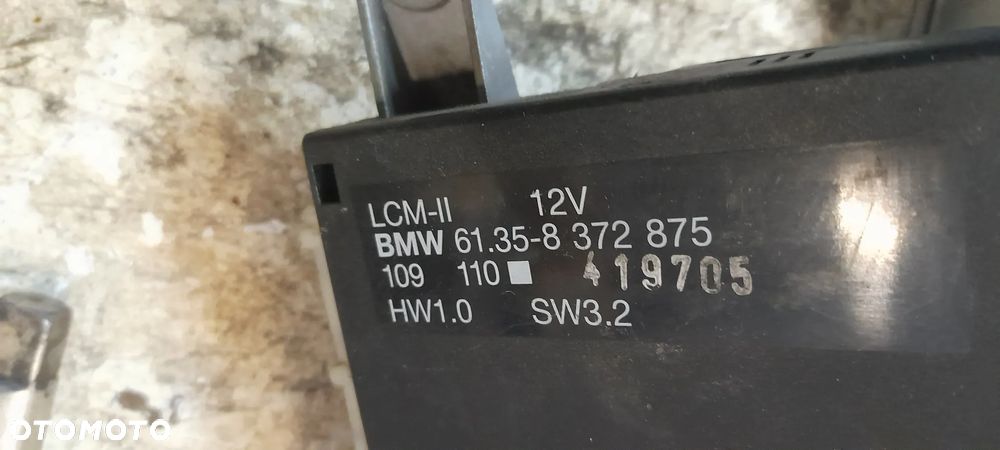 LCM-II 12V
BMW 61.35-8 372 875
109 110 419705
HW1.0 SW3.2
OTOMOTO